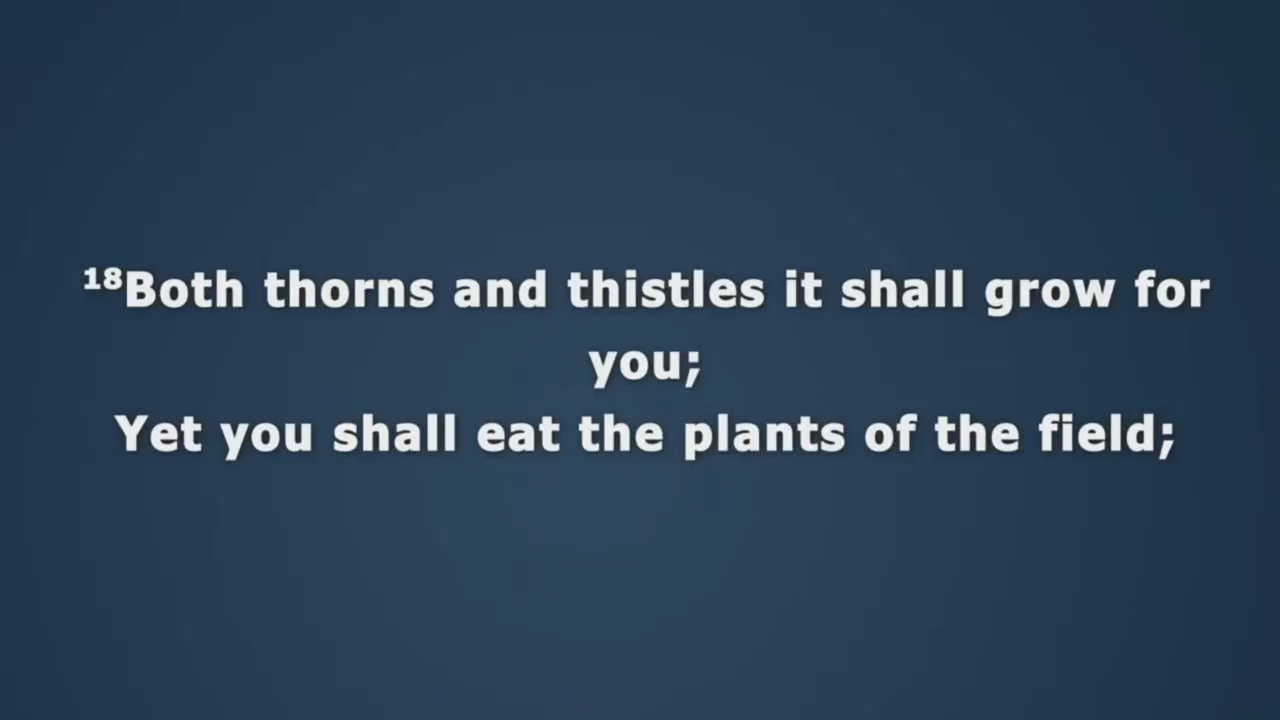 ¹⁸Both thorns and thistles it shall grow for
you;
Yet you shall eat the plants of the field;